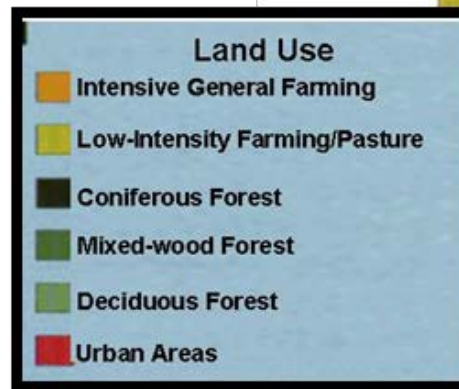 Land Use
Intensive General Farming
Low-Intensity Farming/Pasture
Coniferous Forest
Mixed-wood Forest
Deciduous Forest
Urban Areas